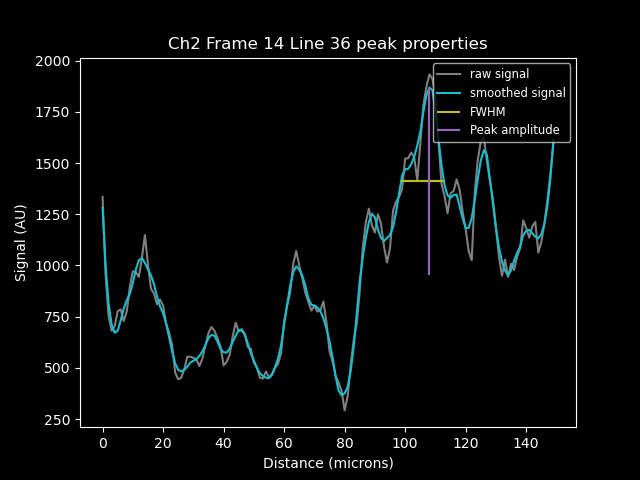 Ch2 Frame 14 Line 36 peak properties
raw signal
smoothed signal
FWHM
Peak amplitude
Signal (AU)
2000
1750
1500
1250
1000
750
500
250
0 20 40 60 80 100 120 140
Distance (microns)